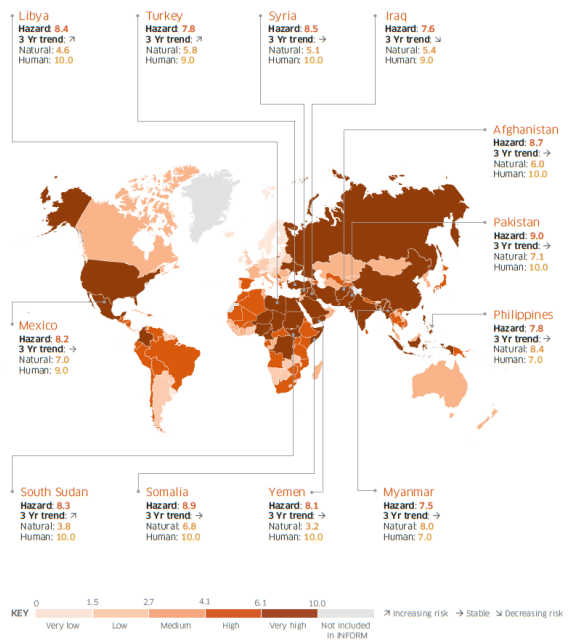 Libya
Hazard: 8.4
3 Yr trend: ↗
Natural: 4.6
Human: 10.0
Turkey
Hazard: 7.8
3 Yr trend: ↗
Natural: 5.8
Human: 9.0
Syria
Hazard: 8.5
3 Yr trend: →
Natural: 5.1
Human: 10.0
Iraq
Hazard: 7.6
3 Yr trend: ↘
Natural: 5.4
Human: 9.0
Afghanistan
Hazard: 8.7
3 Yr trend: →
Natural: 6.0
Human: 10.0
Pakistan
Hazard: 9.0
3 Yr trend: →
Natural: 7.1
Human: 10.0
Philippines
Hazard: 7.8
3 Yr trend: →
Natural: 8.4
Human: 7.0
Mexico
Hazard: 8.2
3 Yr trend: →
Natural: 7.0
Human: 9.0
South Sudan
Hazard: 8.3
3 Yr trend: ↗
Natural: 3.8
Human: 10.0
Somalia
Hazard: 8.9
3 Yr trend: →
Natural: 6.8
Human: 10.0
Yemen
Hazard: 8.1
3 Yr trend: →
Natural: 3.2
Human: 10.0
Myanmar
Hazard: 7.5
3 Yr trend: →
Natural: 8.0
Human: 7.0
KEY
0 1.5 2.7 4.1 6.1 10.0
Very low Low Medium High Very high Not included
in INFORM
↗ Increasing risk → Stable ↘ Decreasing risk